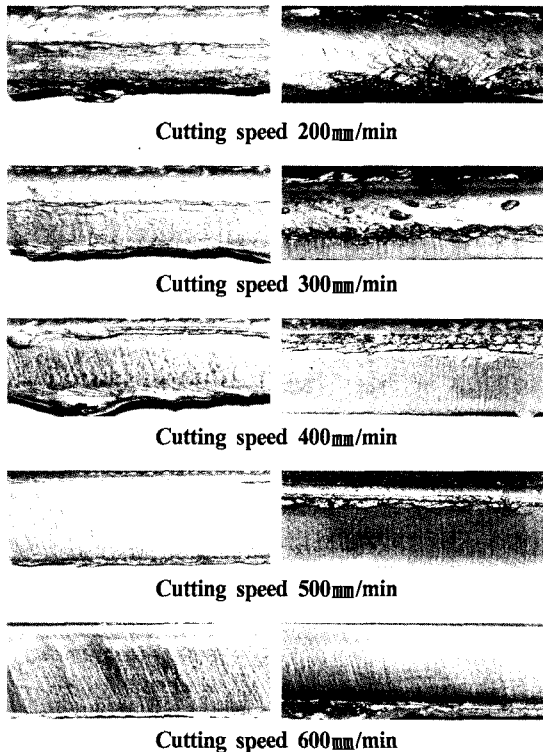 Cutting speed 200㎜/min
Cutting speed 300㎜/min
Cutting speed 400㎜/min
Cutting speed 500㎜/min
Cutting speed 600㎜/min